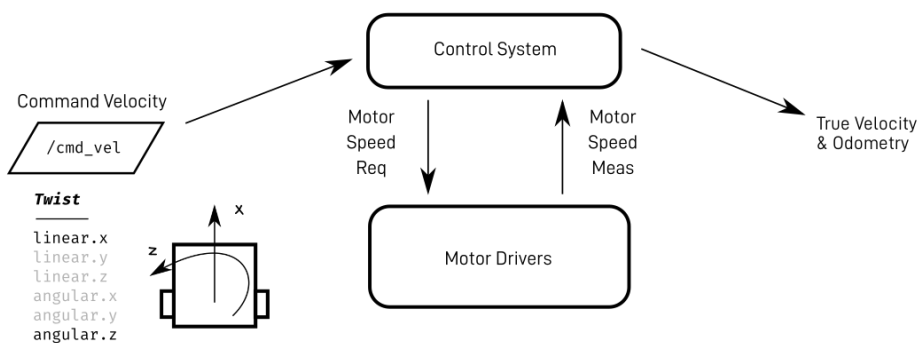 Control System
Command Velocity
/cmd_vel
Motor
Speed
Req
Motor
Speed
Meas
True Velocity
& Odometry
Twist
linear.x
linear.y
linear.z
angular.x
angular.y
angular.z
x
z
Motor Drivers